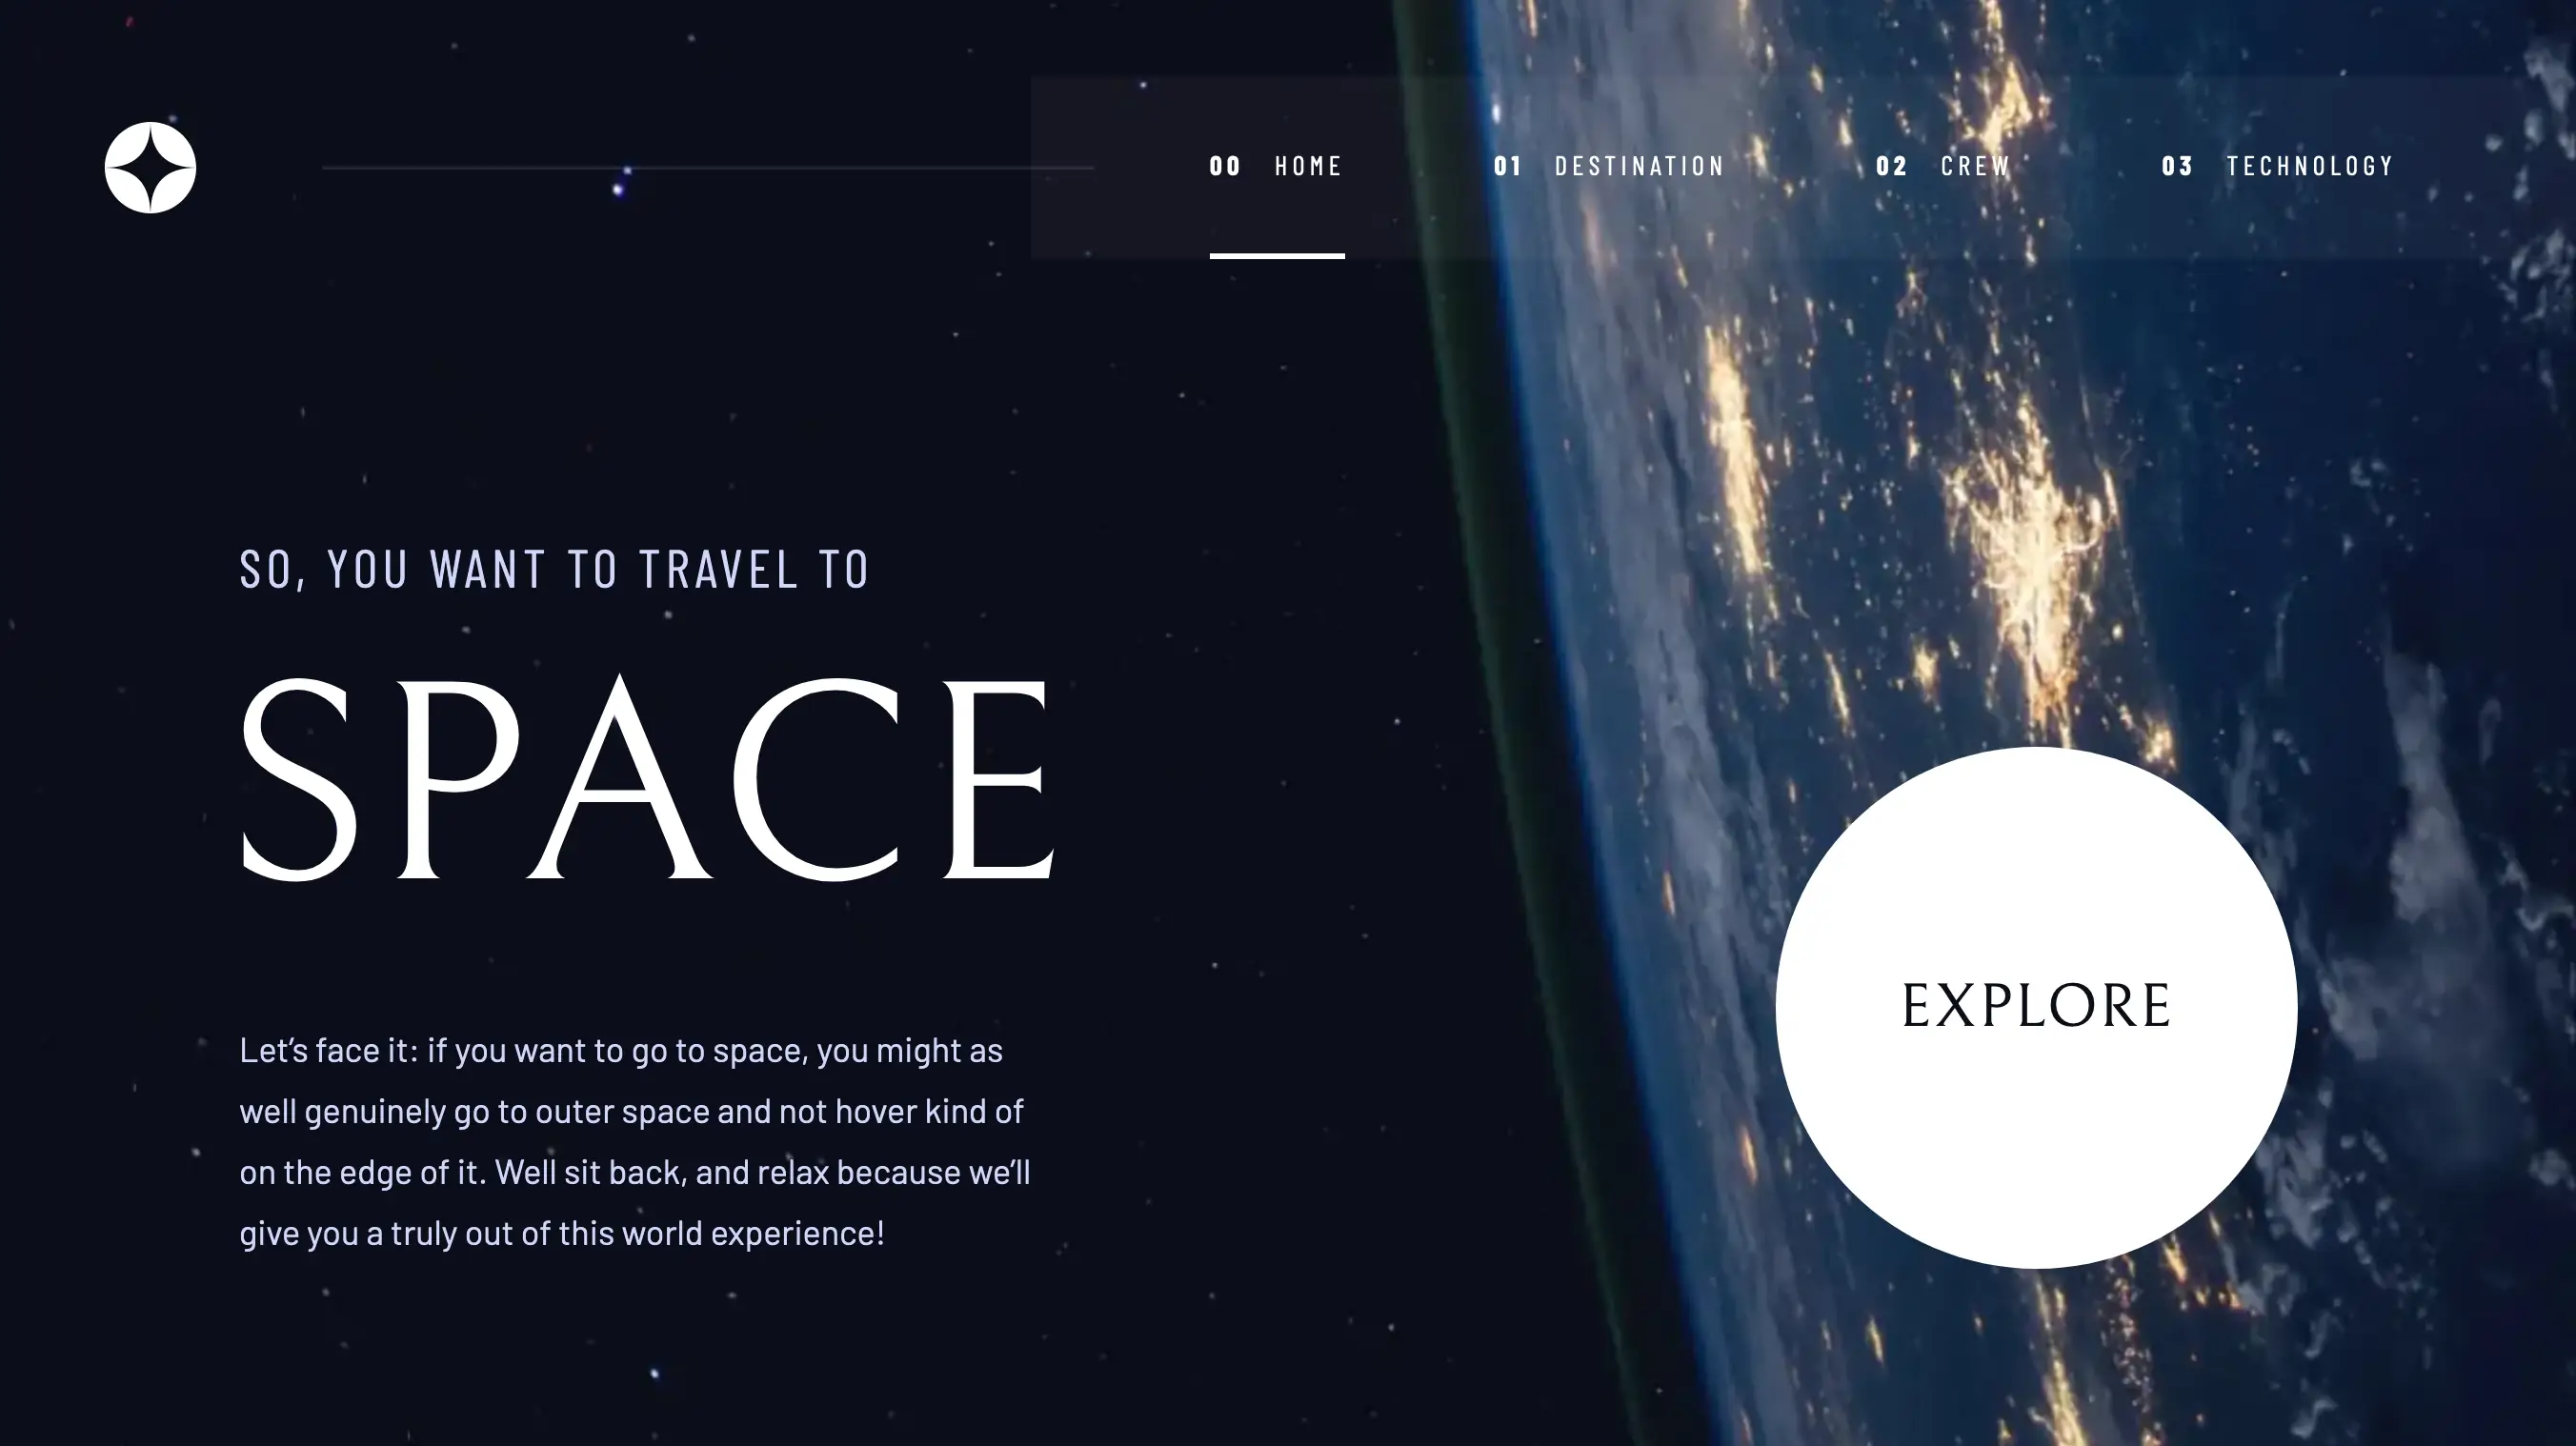 00 HOME 01 DESTINATION 02 CREW 03 TECHNOLOGY
SO, YOU WANT TO TRAVEL TO
SPACE
Let’s face it: if you want to go to space, you might as
well genuinely go to outer space and not hover kind of
on the edge of it. Well sit back, and relax because we’ll
give you a truly out of this world experience!
EXPLORE